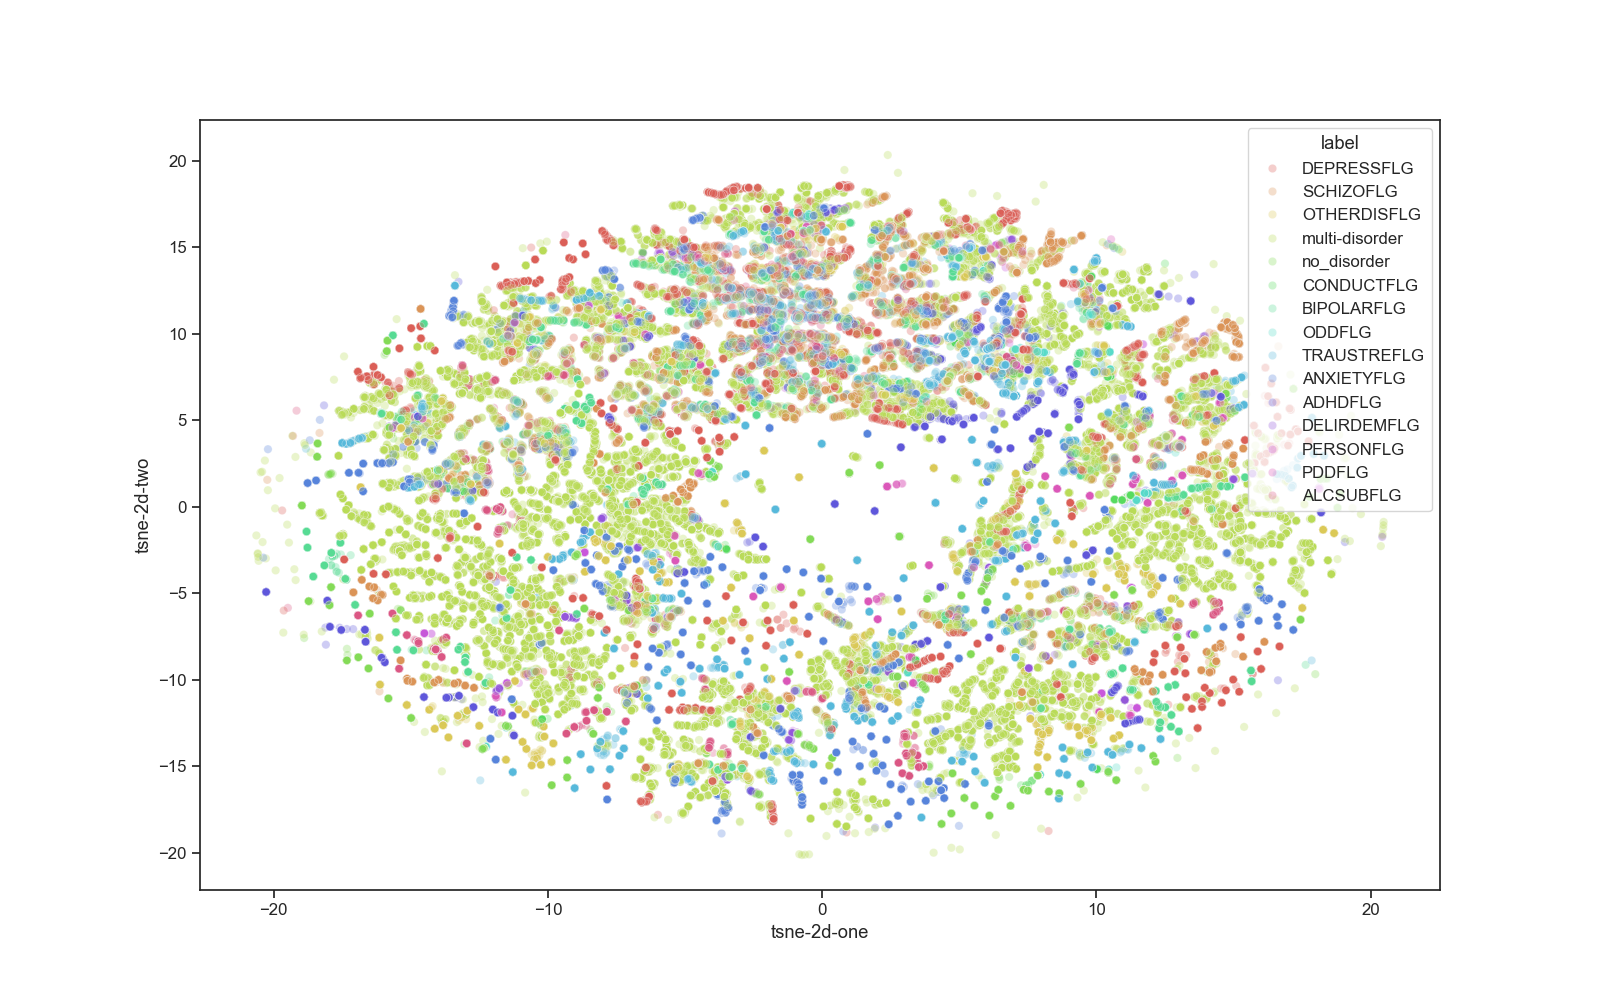 label
DEPRESSFLG
SCHIZOFLG
OTHERDISFLG
multi-disorder
no_disorder
CONDUCTFLG
BIPOLARFLG
ODDFLG
TRAUSTREFLG
ANXIETYFLG
ADHDFLG
DELIRDEMFLG
PERSONFLG
PDDFLG
ALCSUBFLG
20
15
10
5
0
−5
−10
−15
−20
tsne-2d-two
−20 −10 0 10 20
tsne-2d-one